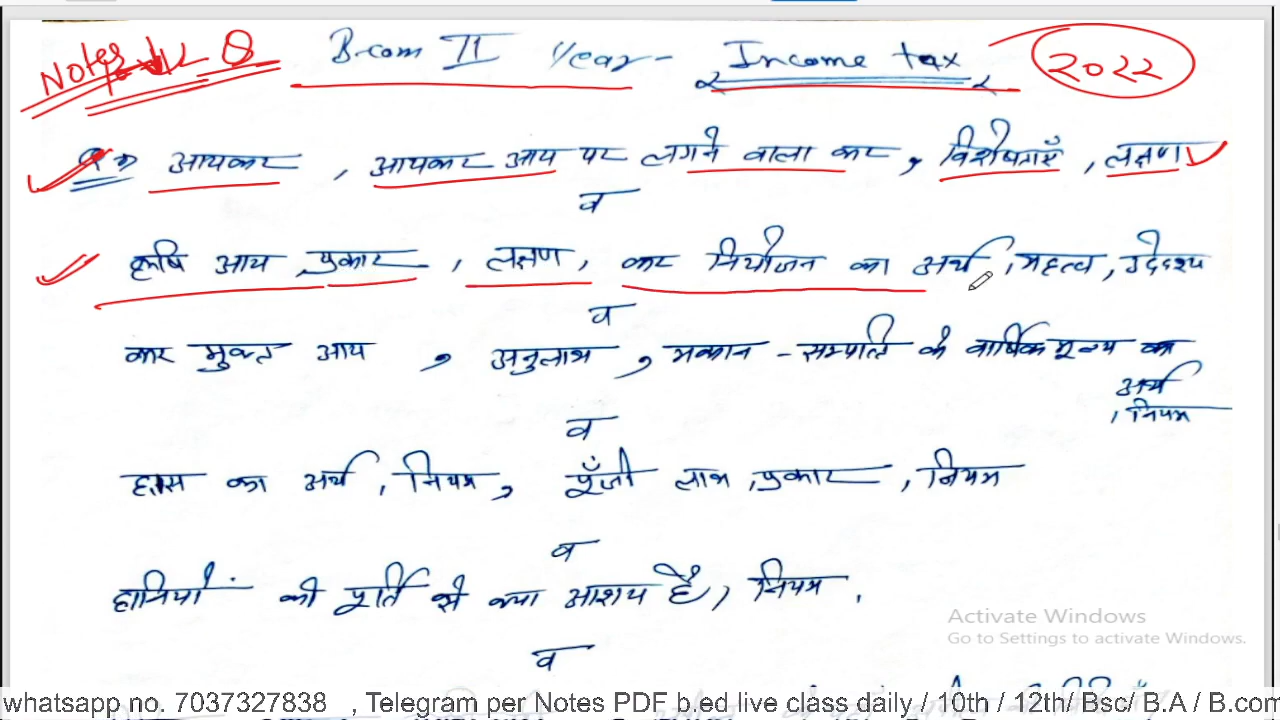 Notes B.com II Year - Income tax 2022
आयकर , आयकर आय पर लगने वाला कर , विशेषताएँ , लक्षण
व
कृषि आय प्रकार , लक्षण , कर नियोजन का अर्थ , महत्व , उद्देश्य
व
कर मुक्त आय , अनुलाभ , मकान - सम्पत्ति के वार्षिक मूल्य का
अर्थ
, नियम
व
ह्रास का अर्थ , नियम , पूँजी लाभ , प्रकार , नियम
व
हानियों की पूर्ति से क्या आशय है , नियम .
व
Activate Windows
Go to Settings to activate Windows.
whatsapp no. 7037327838 , Telegram per Notes PDF b.ed live class daily / 10th / 12th/ Bsc/ B.A / B.com